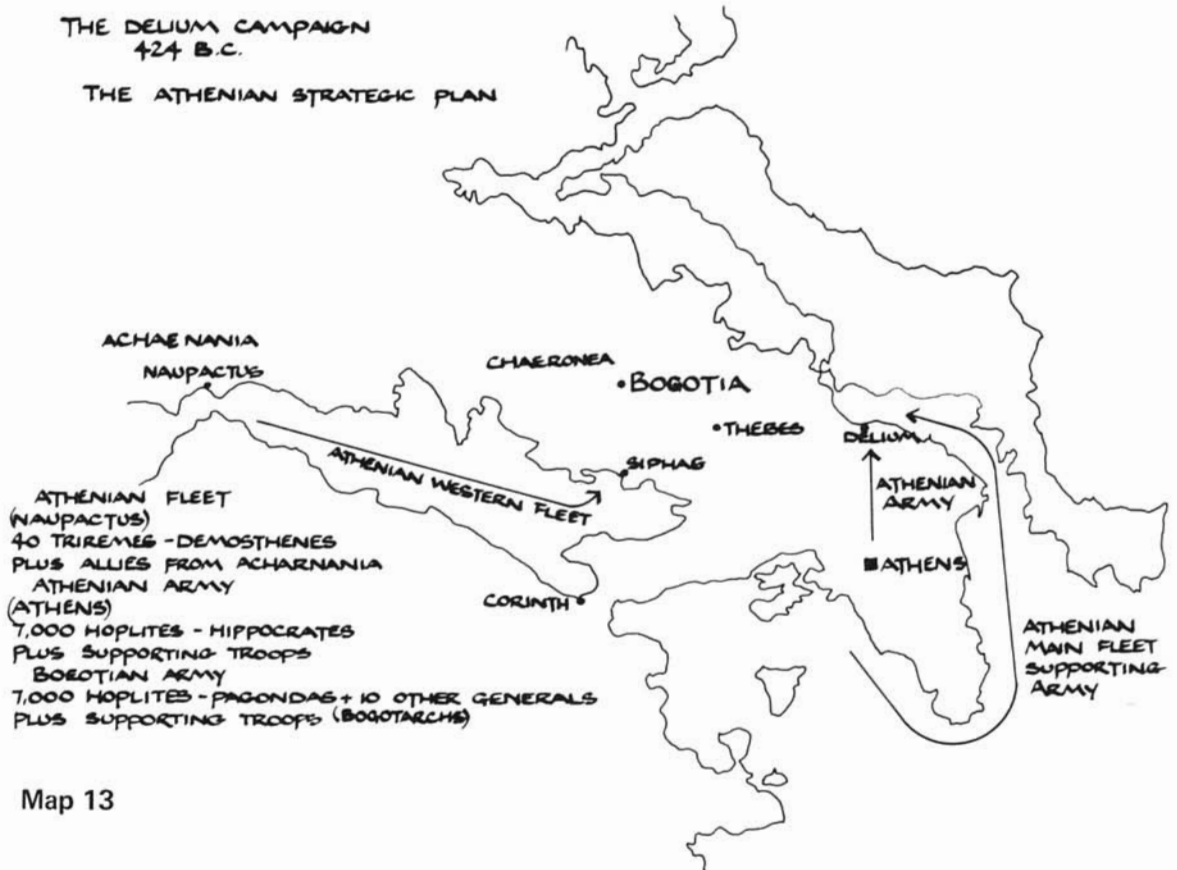 THE DELIUM CAMPAIGN
424 B.C.
THE ATHENIAN STRATEGIC PLAN
ACHAENANIA
NAUPACTUS
CHAERONEA
BOGOTIA
THEBES
DELIUM
SIPHAG
ATHENIAN WESTERN FLEET
ATHENIAN
ARMY
ATHENS
CORINTH
ATHENIAN
MAIN FLEET
SUPPORTING
ARMY
ATHENIAN FLEET
(NAUPACTUS)
40 TRIREMES - DEMOSTHENES
PLUS ALLIES FROM ACHARNANIA
ATHENIAN ARMY
(ATHENS)
7,000 HOPLITES - HIPPOCRATES
PLUS SUPPORTING TROOPS
BOEOTIAN ARMY
7,000 HOPLITES - PAGONDAS + 10 OTHER GENERALS
PLUS SUPPORTING TROOPS (BOGOTARCHS)
Map 13